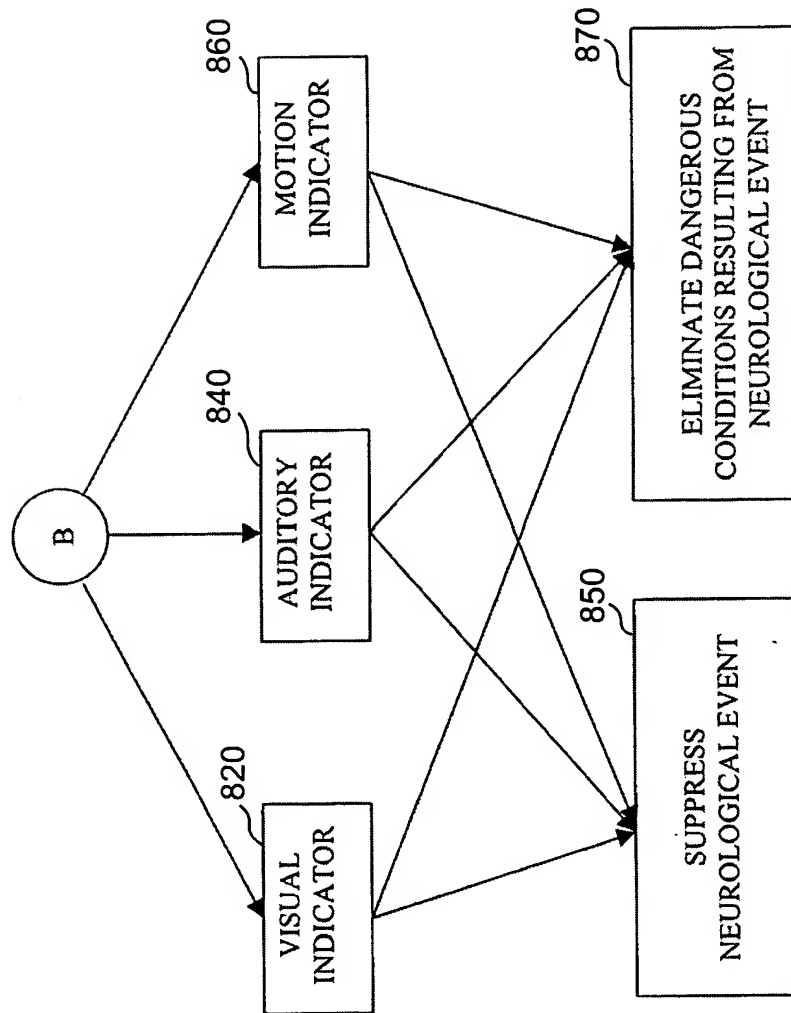 B
820
VISUAL
INDICATOR
840
AUDITORY
INDICATOR
860
MOTION
INDICATOR
850
SUPPRESS
NEUROLOGICAL EVENT
870
ELIMINATE DANGEROUS
CONDITIONS RESULTING FROM
NEUROLOGICAL
EVENT